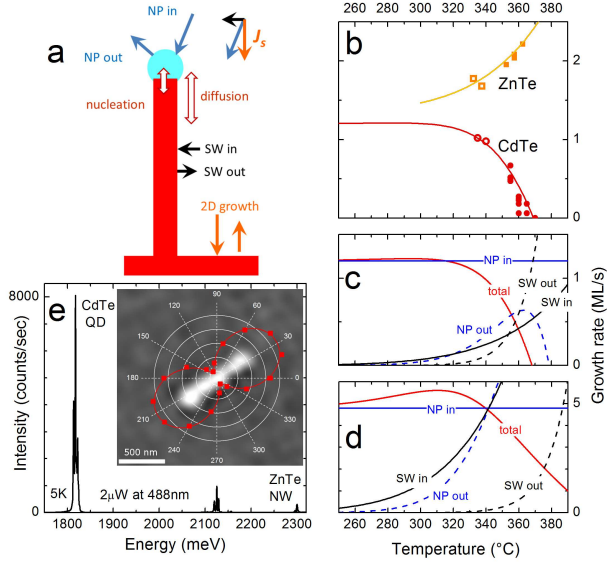 a
NP in
NP out
J_S
nucleation
diffusion
SW in
SW out
2D growth
b
260 280 300 320 340 360 380
ZnTe
CdTe
2
1
0
c
NP in
total
SW out
SW in
NP out
1
0
d
NP in
total
SW in
NP out
SW out
5
0
Growth rate (ML/s)
260 280 300 320 340 360 380
Temperature (°C)
e
CdTe
QD
8000
4000
0
Intensity (counts/sec)
90
120
60
150
30
180
0
210
330
240
300
270
500 nm
5K
2µW at 488nm
ZnTe
NW
1800 1900 2000 2100 2200 2300
Energy (meV)